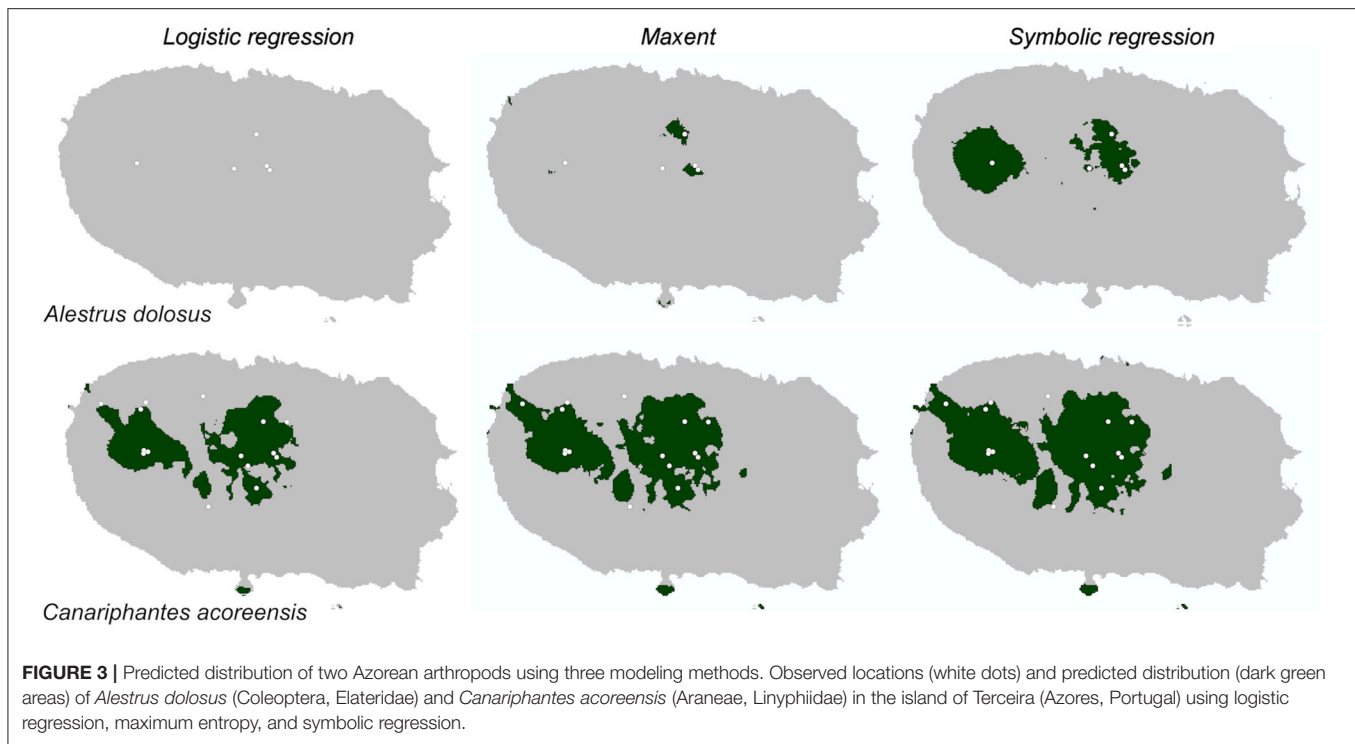 Logistic regression Maxent Symbolic regression
Alestrus dolosus
Canariphantes acoreensis
FIGURE 3 | Predicted distribution of two Azorean arthropods using three modeling methods. Observed locations (white dots) and predicted distribution (dark green
areas) of Alestrus dolosus (Coleoptera, Elateridae) and Canariphantes acoreensis (Araneae, Linyphiidae) in the island of Terceira (Azores, Portugal) using logistic
regression, maximum entropy, and symbolic regression.